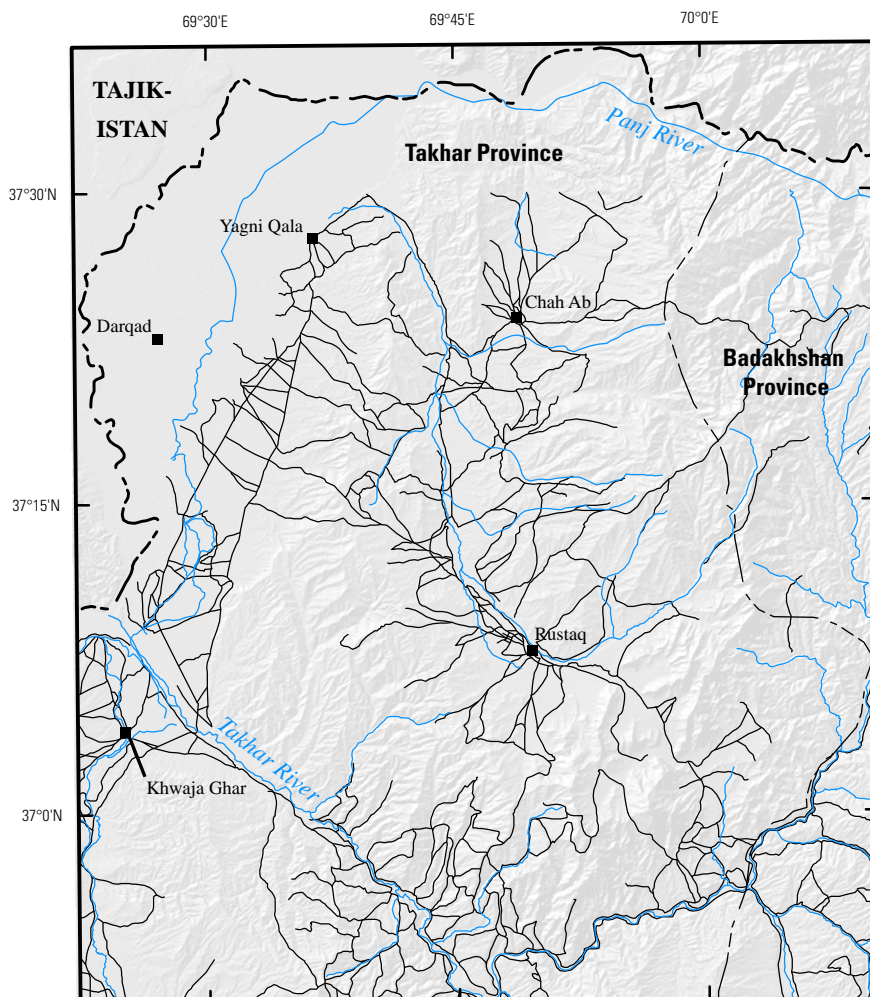 69°30'E
69°45'E
70°0'E
TAJIK-
ISTAN
Panj River
Takhar Province
37°30'N
Yagni Qala
Chah Ab
Darqad
Badakhshan
Province
37°15'N
Rustaq
Takhar River
Khwaja Ghar
37°0'N